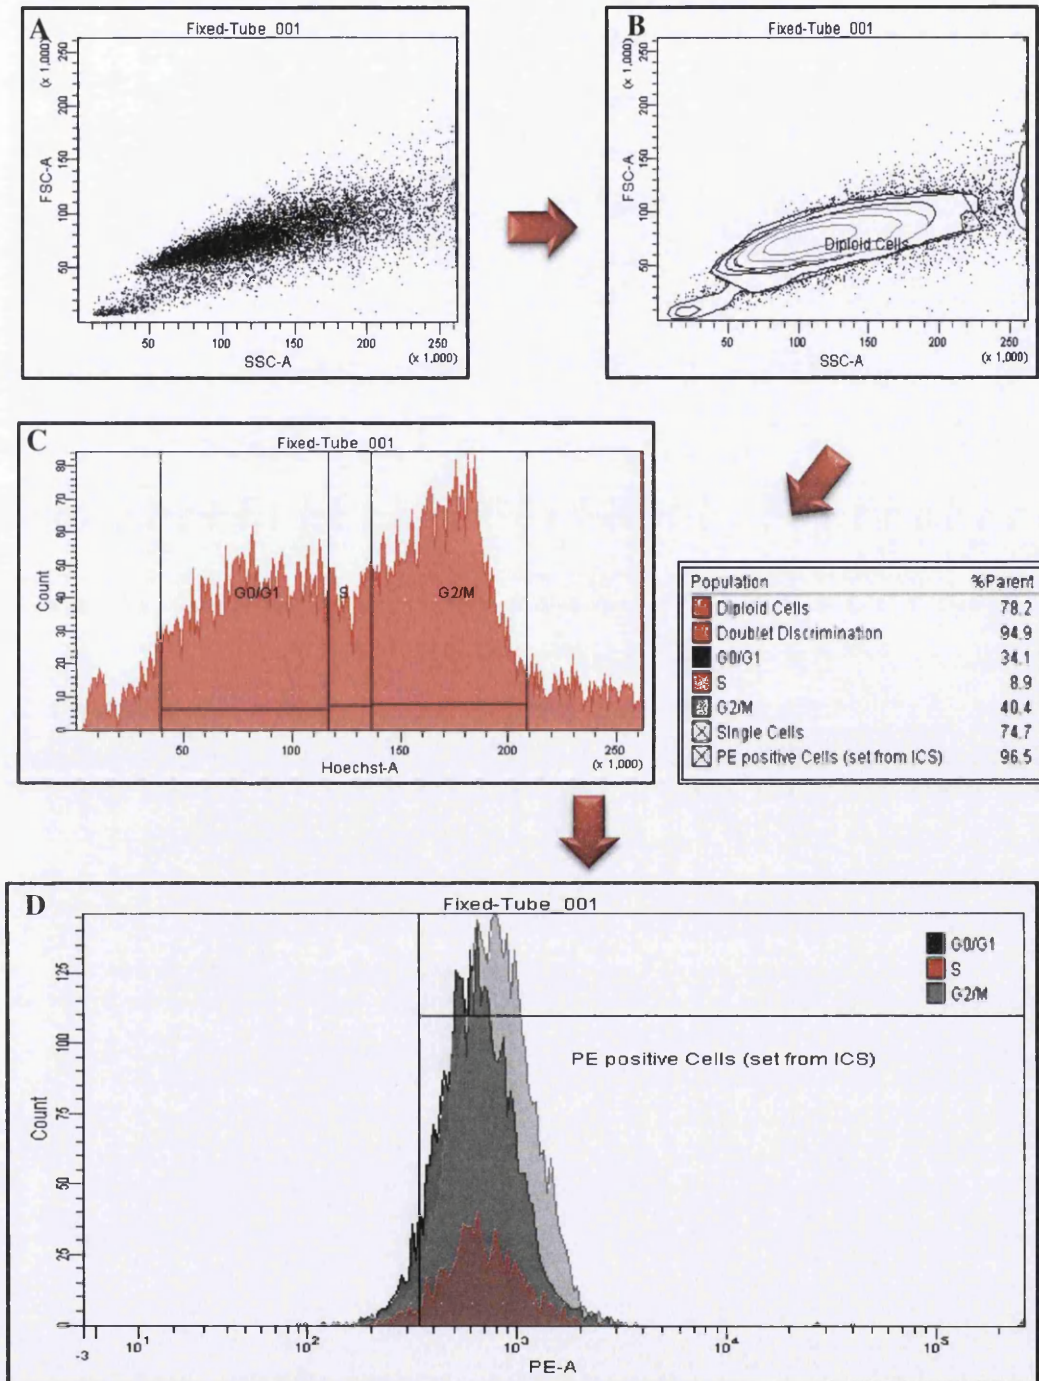 A
Fixed-Tube_001
(x 1,000)
FSC-A
250
200
150
100
50
50 100 150 200 250
(x 1,000)
SSC-A
B
Fixed-Tube_001
(x 1,000)
FSC-A
250
200
150
100
50
Diploid Cells
50 100 150 200 250
(x 1,000)
SSC-A
C
Fixed-Tube_001
Count
80
70
60
50
40
30
20
10
0
G0/G1 S G2/M
50 100 150 200 250
Hoechst-A
(x 1,000)
Population %Parent
Diploid Cells 78.2
Doublet Discrimination 94.9
G0/G1 34.1
S 8.9
G2/M 40.4
Single Cells 74.7
PE positive Cells (set from ICS) 96.5
D
Fixed-Tube_001
G0/G1
S
G2/M
PE positive Cells (set from ICS)
Count
125
100
75
50
25
0
-3 10¹ 10² 10³ 10⁴ 10⁵
PE-A